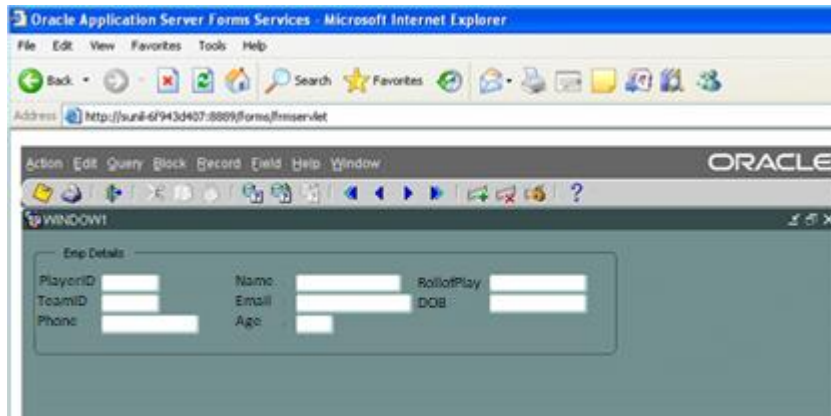 Oracle Application Server Forms Services - Microsoft Internet Explorer
File Edit View Favorites Tools Help
Back Search Favorites
Address http://sunil-6f943d407:8889/forms/frmservlet
Action Edit Query Block Record Field Help Window ORACLE
WINDOW1
Emp Details
PlayerID Name RollofPlay
TeamID Email DOB
Phone Age